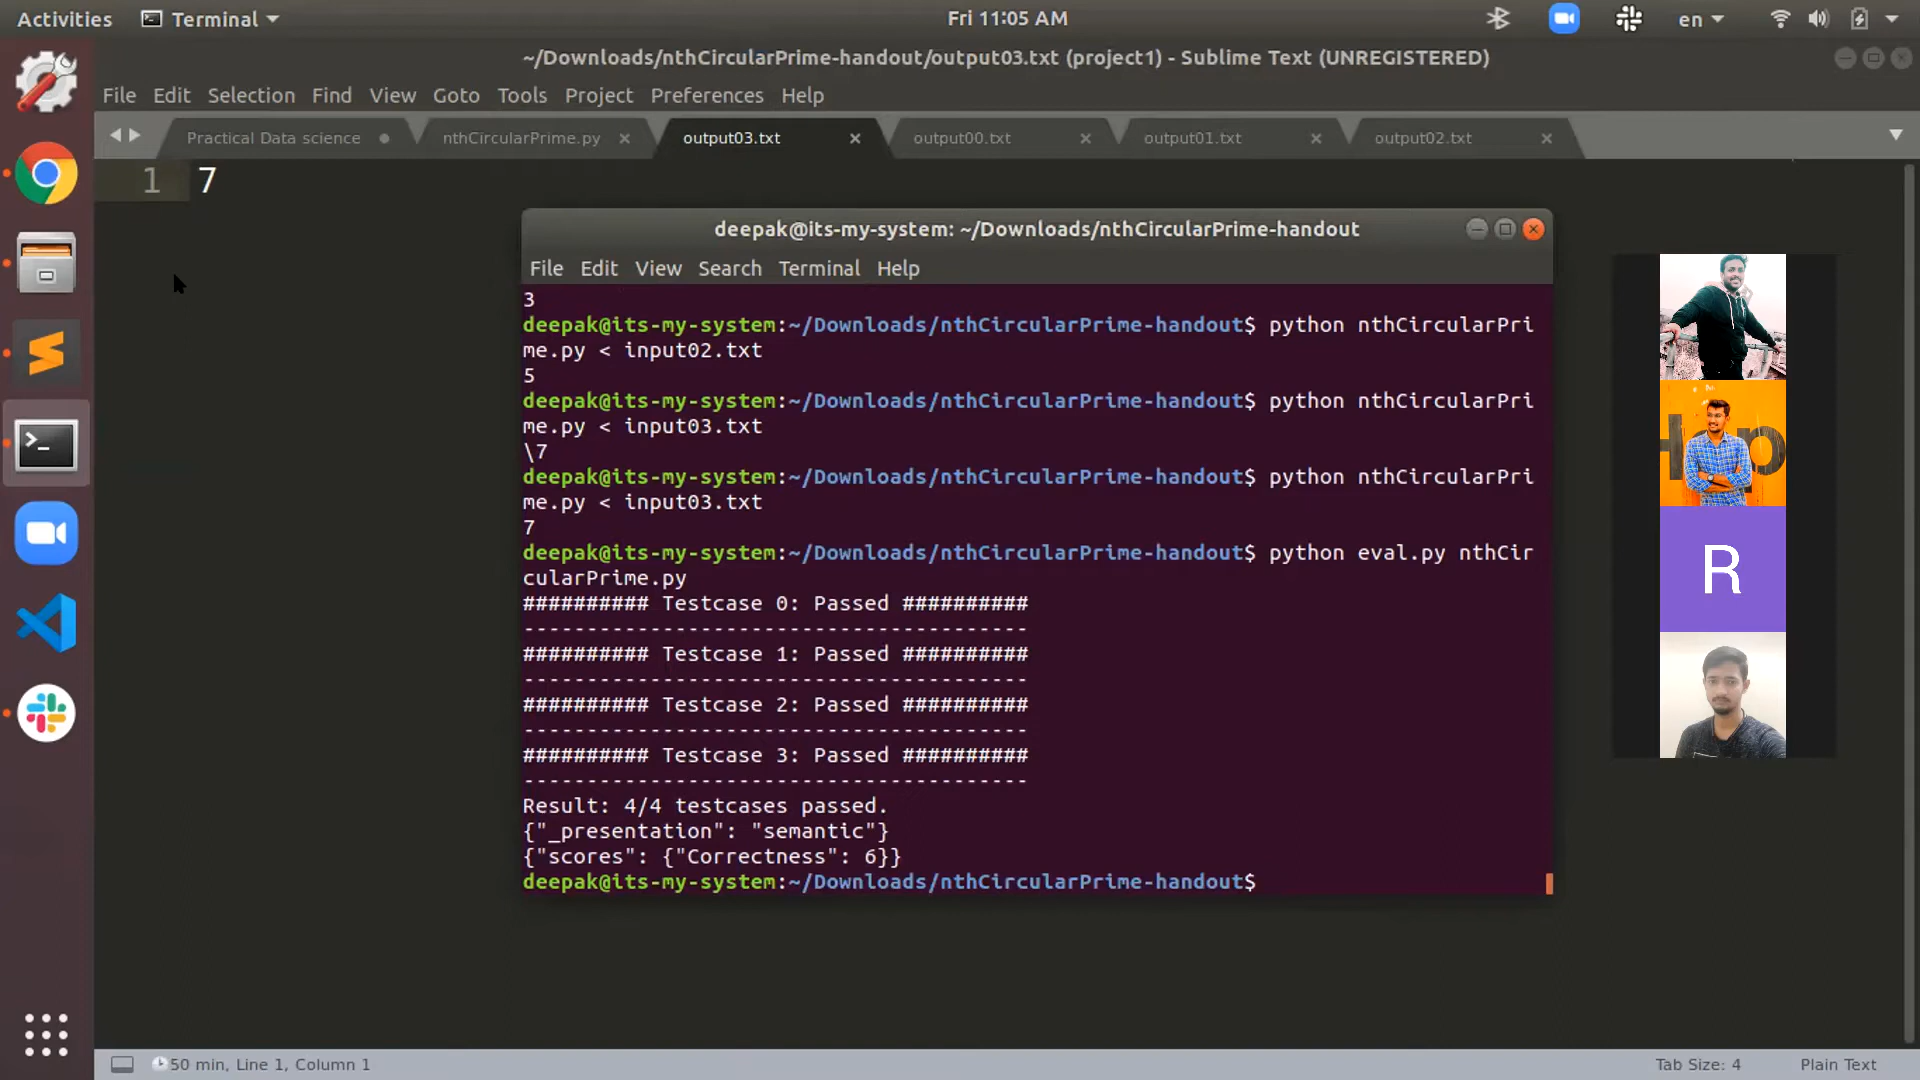 Activities
Terminal
Fri 11:05 AM
en
~/Downloads/nthCircularPrime-handout/output03.txt (project1) - Sublime Text (UNREGISTERED)
File Edit Selection Find View Goto Tools Project Preferences Help
Practical Data science
nthCircularPrime.py
output03.txt
output00.txt
output01.txt
output02.txt
1 7
deepak@its-my-system: ~/Downloads/nthCircularPrime-handout
File Edit View Search Terminal Help
3
deepak@its-my-system:~/Downloads/nthCircularPrime-handout$ python nthCircularPri
me.py < input02.txt
5
deepak@its-my-system:~/Downloads/nthCircularPrime-handout$ python nthCircularPri
me.py < input03.txt
\7
deepak@its-my-system:~/Downloads/nthCircularPrime-handout$ python nthCircularPri
me.py < input03.txt
7
deepak@its-my-system:~/Downloads/nthCircularPrime-handout$ python eval.py nthCir
cularPrime.py
########## Testcase 0: Passed ##########
----------------------------------------
########## Testcase 1: Passed ##########
----------------------------------------
########## Testcase 2: Passed ##########
----------------------------------------
########## Testcase 3: Passed ##########
----------------------------------------
Result: 4/4 testcases passed.
{"_presentation": "semantic"}
{"scores": {"Correctness": 6}}
deepak@its-my-system:~/Downloads/nthCircularPrime-handout$
R
50 min, Line 1, Column 1
Tab Size: 4
Plain Text